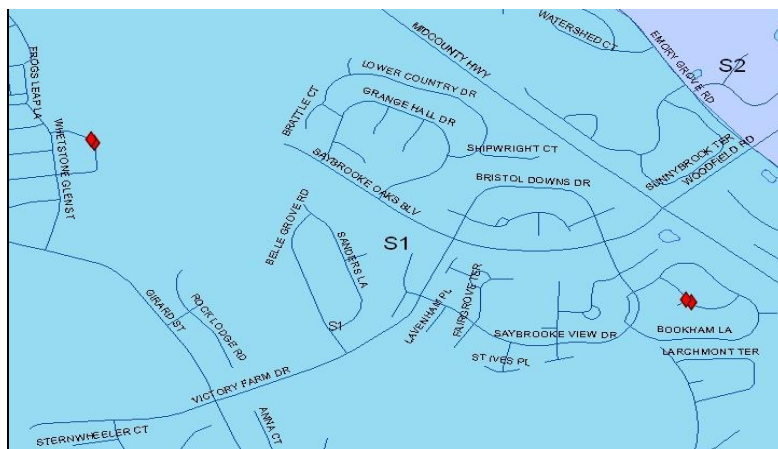 WATERSHED CT
EMORY GROVE RD
MIDCOUNTY HWY
S2
FROGS LEAP LA
LOWER COUNTRY DR
BRATTLE CT
GRANGE HALL DR
WHETSTONE GLEN ST
SHIPWRIGHT CT
SUNNYBROOK TER
WOODFIELD RD
SAYBROOKE OAKS BLV
BRISTOL DOWNS DR
BELLE GROVE RD
SANDERS LA
S1
GIRARD ST
ROCK LODGE RD
LAVENHAM PL
FAIRGROVE TER
S1
SAYBROOKE VIEW DR
BOOKHAM LA
LARCHMONT TER
ST IVES PL
VICTORY FARM DR
ANNA CT
STERNWHEELER CT